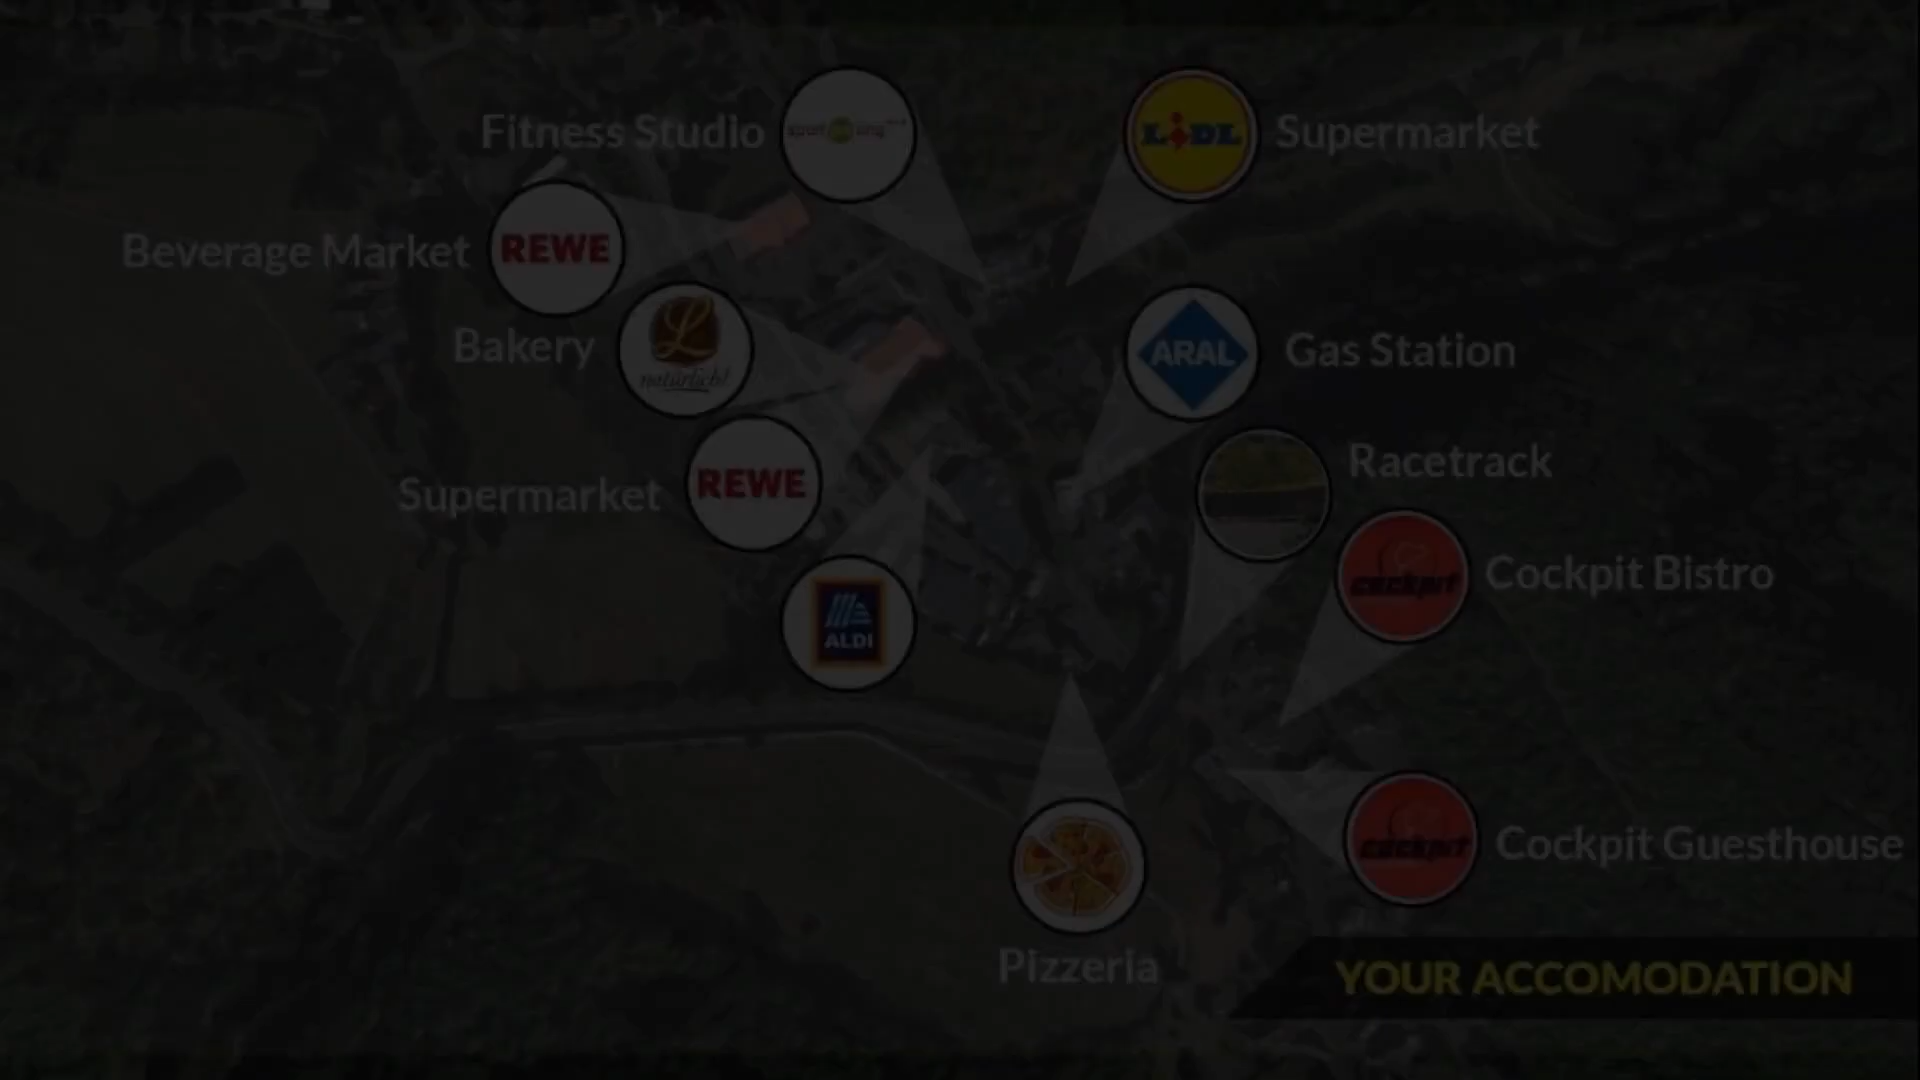 Fitness Studio
LIDL
Supermarket
Beverage Market
REWE
Bakery
L
natürlich!
ARAL
Gas Station
Racetrack
Supermarket
REWE
cockpit
Cockpit Bistro
ALDI
cockpit
Cockpit Guesthouse
Pizzeria
YOUR ACCOMODATION